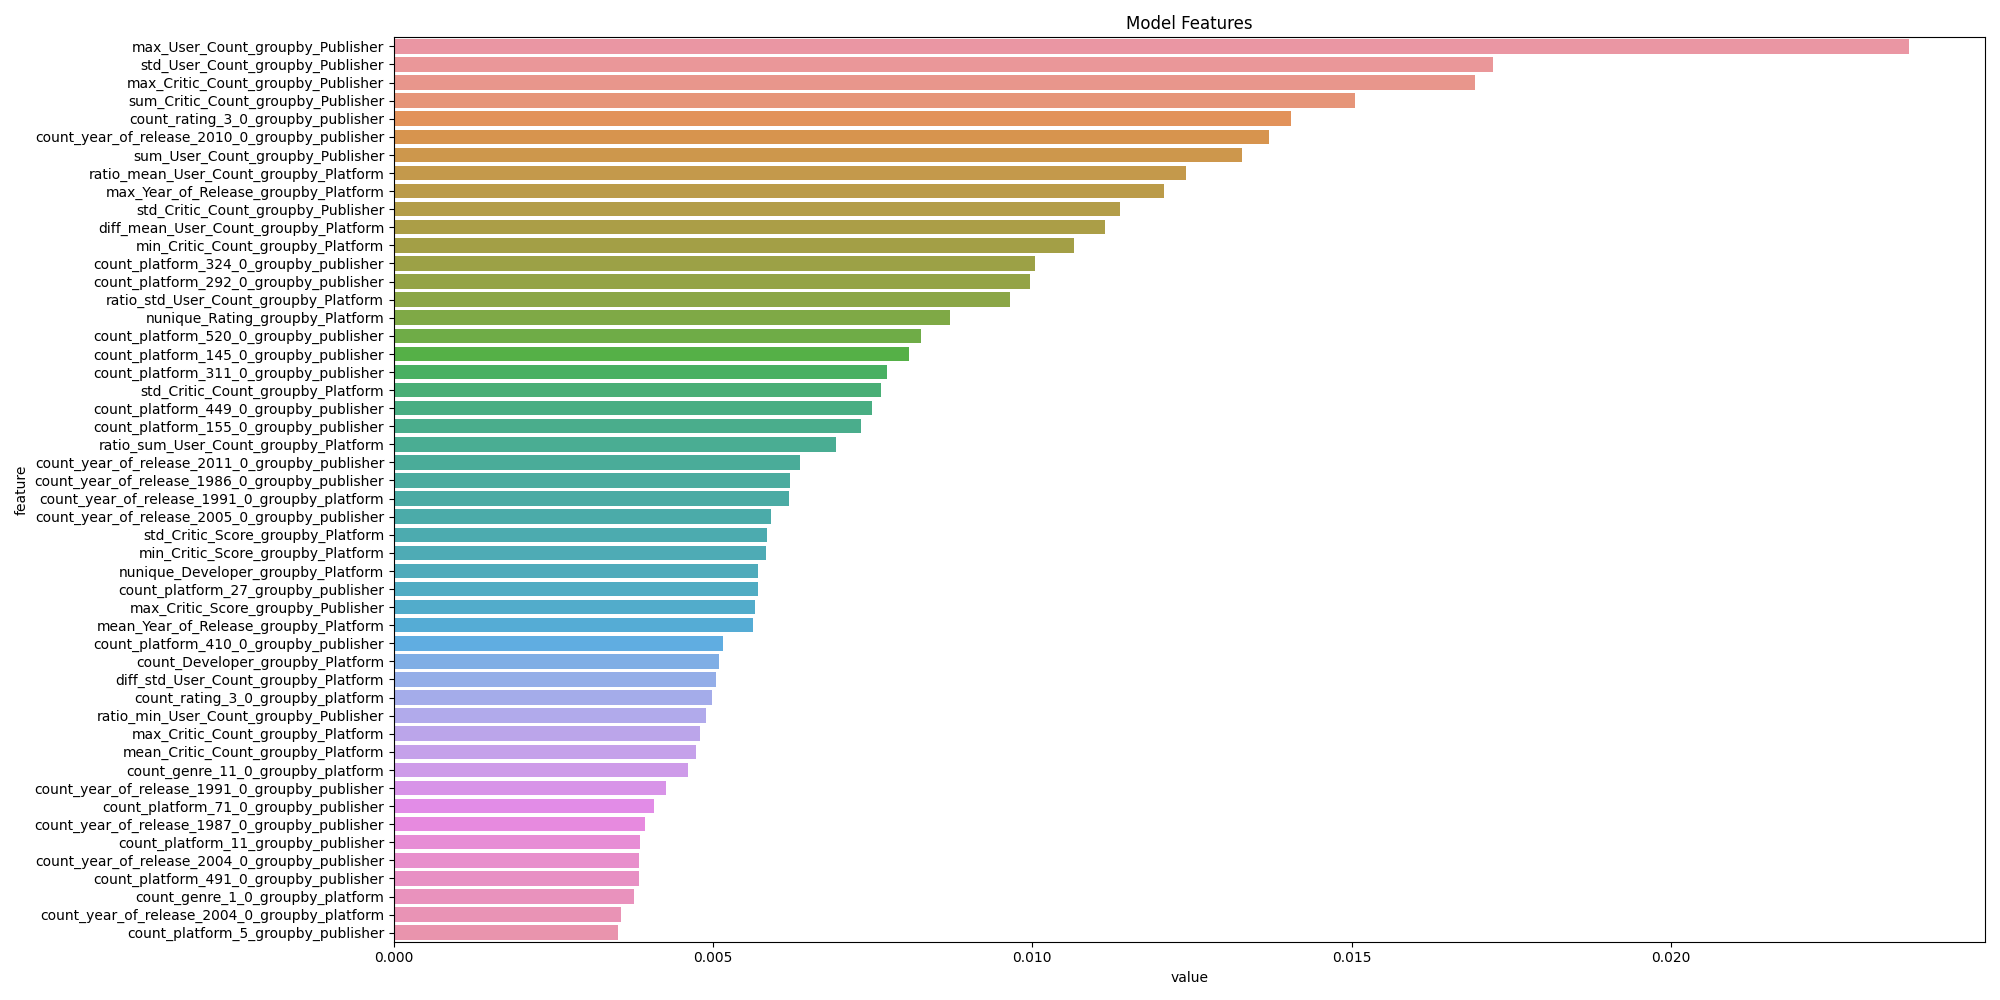 Model Features
max_User_Count_groupby_Publisher
std_User_Count_groupby_Publisher
max_Critic_Count_groupby_Publisher
sum_Critic_Count_groupby_Publisher
count_rating_3_0_groupby_publisher
count_year_of_release_2010_0_groupby_publisher
sum_User_Count_groupby_Publisher
ratio_mean_User_Count_groupby_Platform
max_Year_of_Release_groupby_Platform
std_Critic_Count_groupby_Publisher
diff_mean_User_Count_groupby_Platform
min_Critic_Count_groupby_Platform
count_platform_324_0_groupby_publisher
count_platform_292_0_groupby_publisher
ratio_std_User_Count_groupby_Platform
nunique_Rating_groupby_Platform
count_platform_520_0_groupby_publisher
count_platform_145_0_groupby_publisher
count_platform_311_0_groupby_publisher
std_Critic_Count_groupby_Platform
count_platform_449_0_groupby_publisher
count_platform_155_0_groupby_publisher
ratio_sum_User_Count_groupby_Platform
count_year_of_release_2011_0_groupby_publisher
count_year_of_release_1986_0_groupby_publisher
count_year_of_release_1991_0_groupby_platform
count_year_of_release_2005_0_groupby_publisher
std_Critic_Score_groupby_Platform
min_Critic_Score_groupby_Platform
nunique_Developer_groupby_Platform
count_platform_27_groupby_publisher
max_Critic_Score_groupby_Publisher
mean_Year_of_Release_groupby_Platform
count_platform_410_0_groupby_publisher
count_Developer_groupby_Platform
diff_std_User_Count_groupby_Platform
count_rating_3_0_groupby_platform
ratio_min_User_Count_groupby_Publisher
max_Critic_Count_groupby_Platform
mean_Critic_Count_groupby_Platform
count_genre_11_0_groupby_platform
count_year_of_release_1991_0_groupby_publisher
count_platform_71_0_groupby_publisher
count_year_of_release_1987_0_groupby_publisher
count_platform_11_groupby_publisher
count_year_of_release_2004_0_groupby_publisher
count_platform_491_0_groupby_publisher
count_genre_1_0_groupby_platform
count_year_of_release_2004_0_groupby_platform
count_platform_5_groupby_publisher
feature
0.000 0.005 0.010 0.015 0.020
value